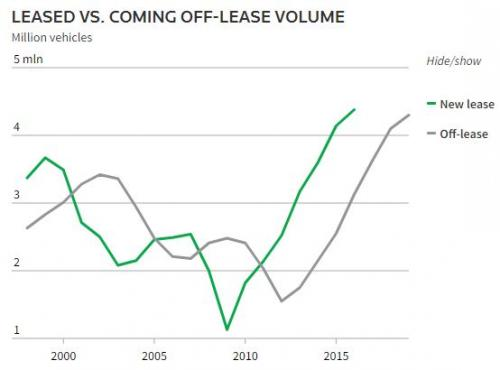 LEASED VS. COMING OFF-LEASE VOLUME
Million vehicles
5 mln
Hide/show
New lease
4
Off-lease
3
2
1
2000 2005 2010 2015